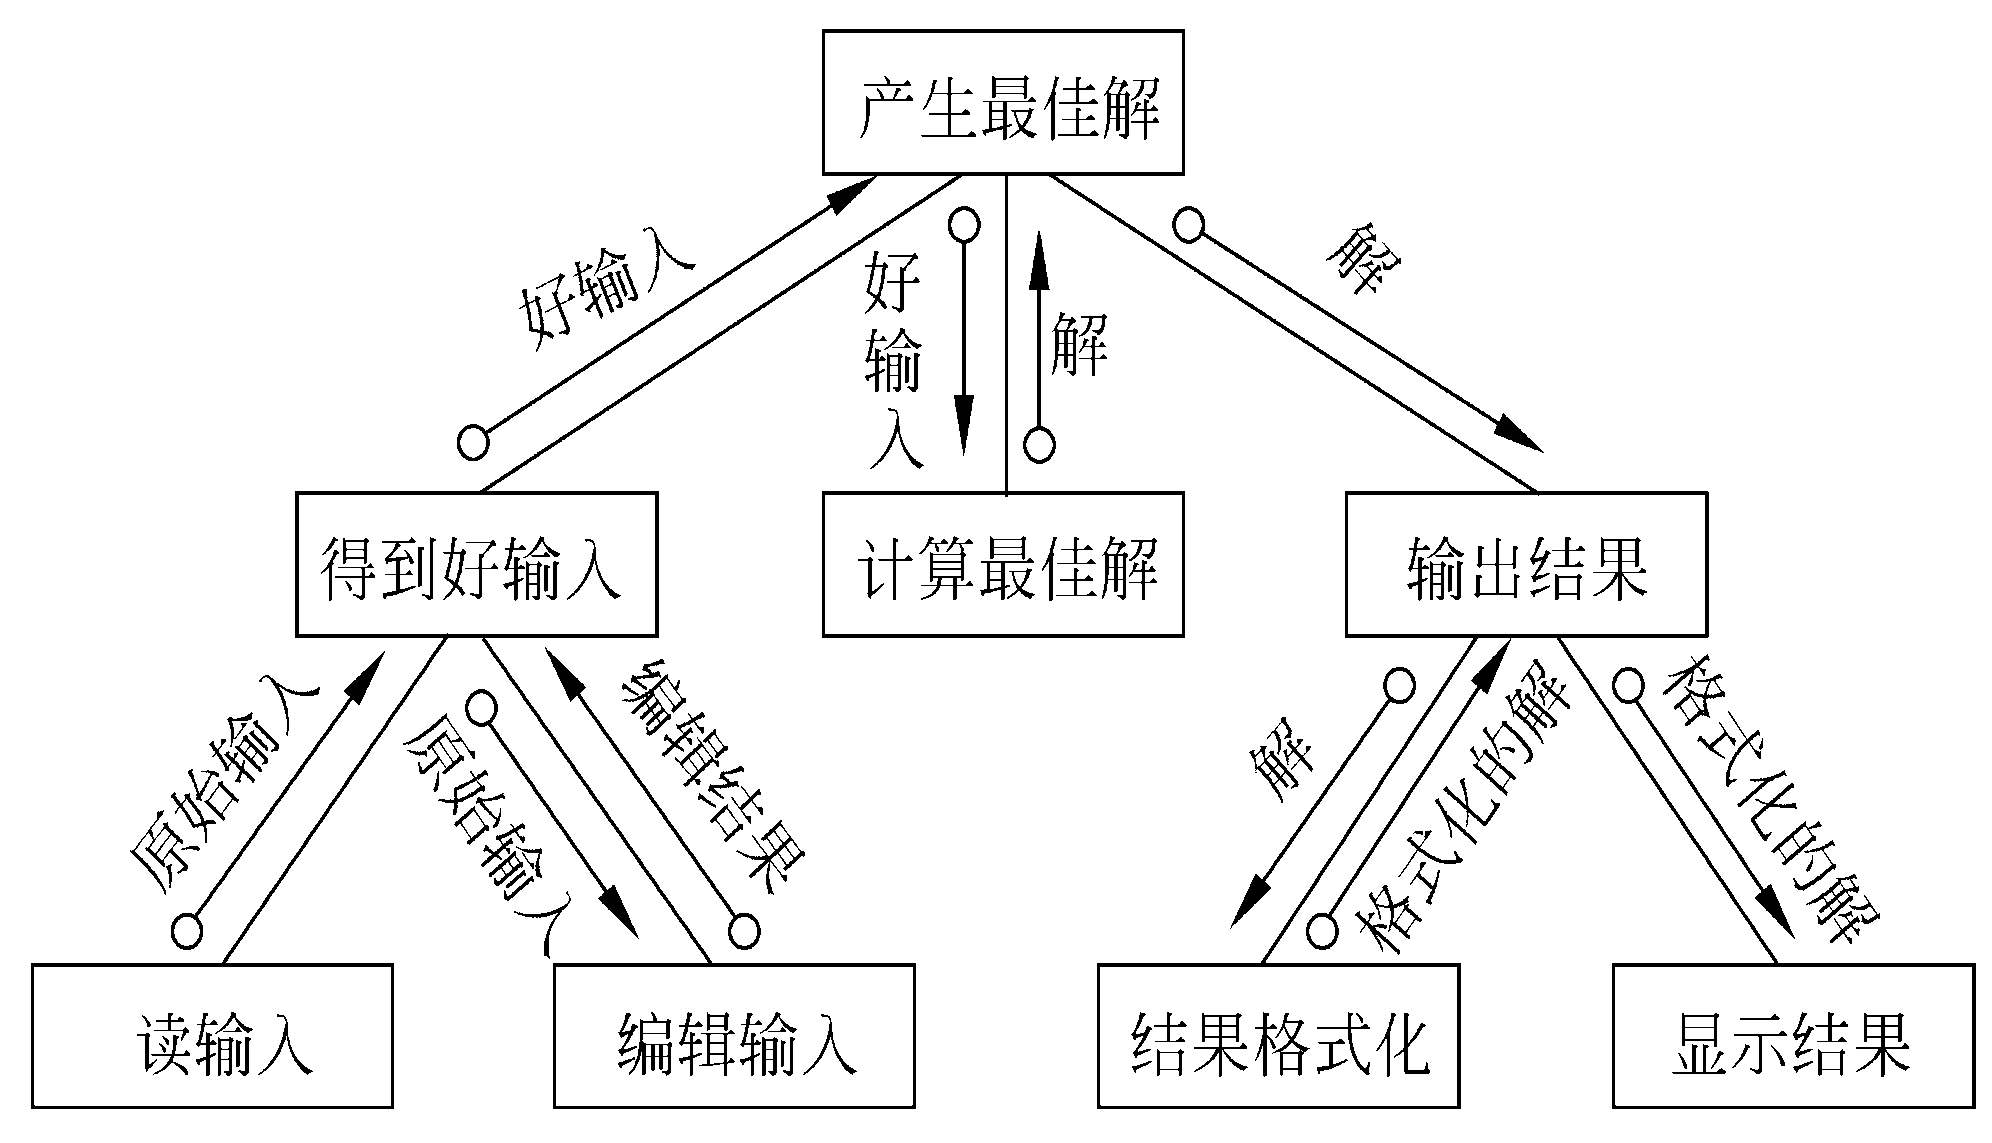 产生最佳解
好输入
好输入
解
解
得到好输入
计算最佳解
输出结果
原始输入
原始输入
编辑结果
解
格式化的解
格式化的解
读输入
编辑输入
结果格式化
显示结果